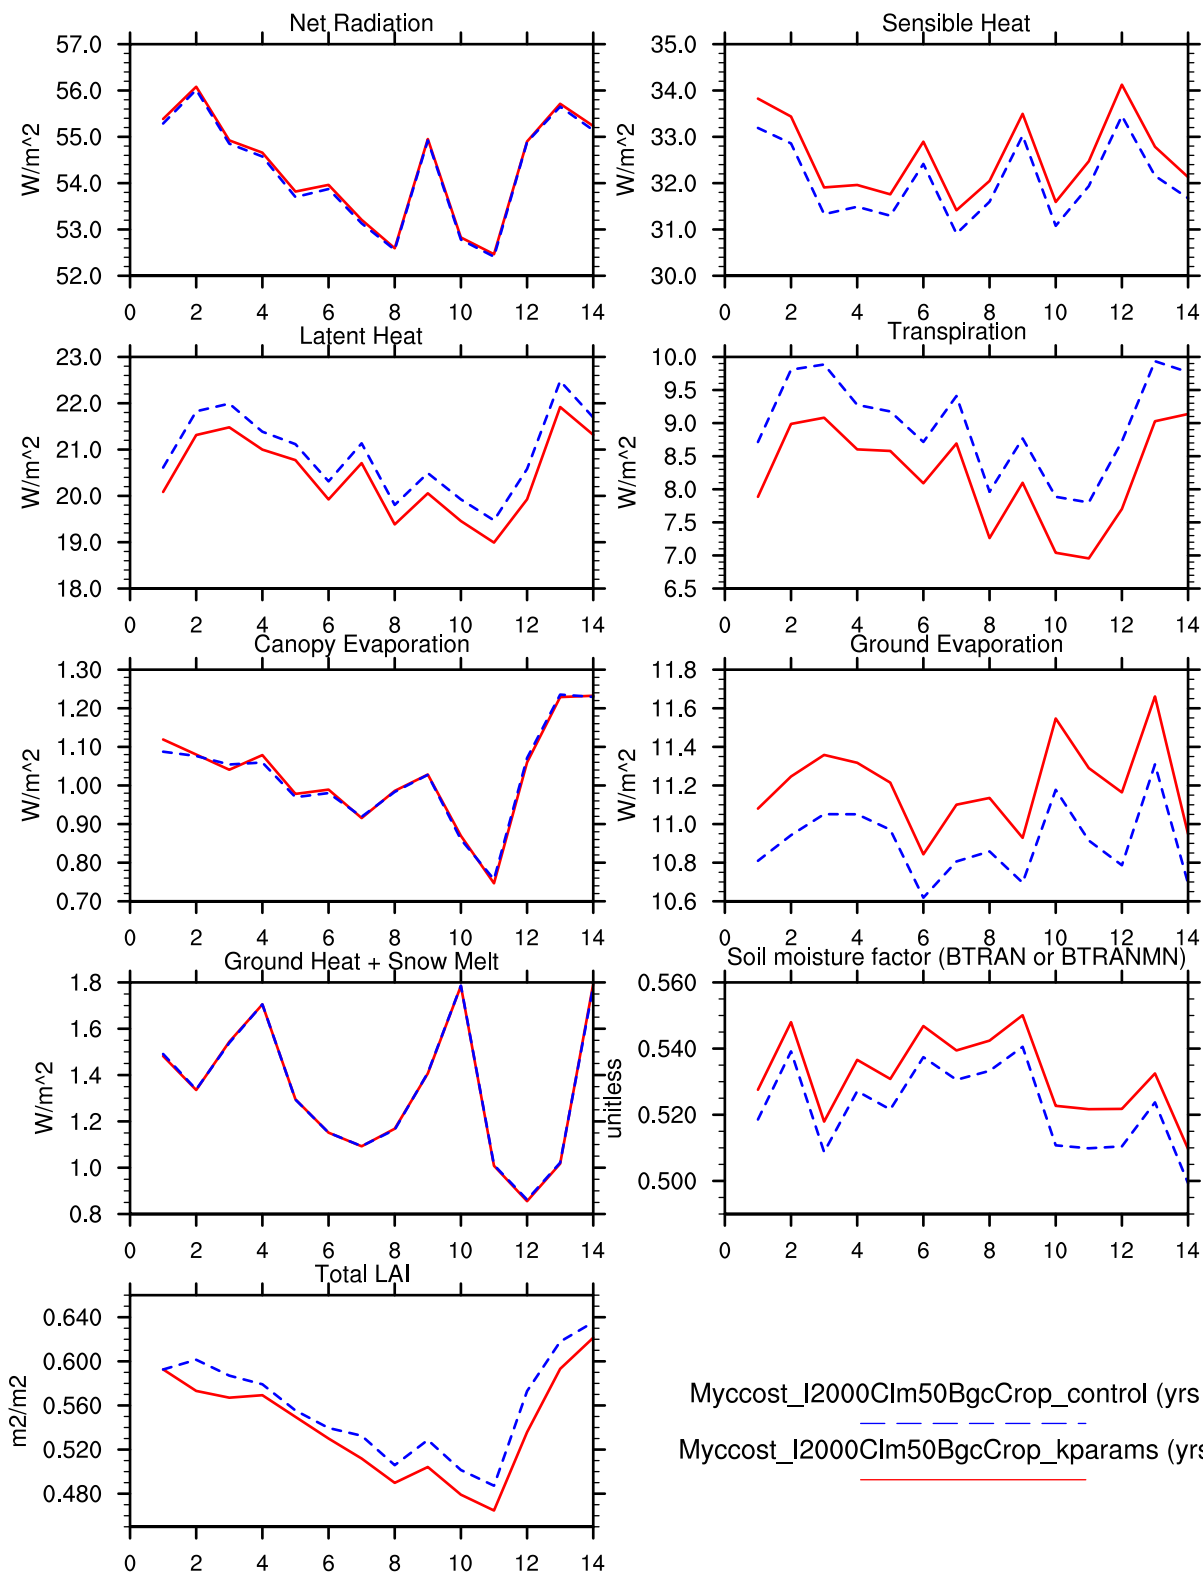 Net Radiation
57.0
56.0
55.0
54.0
53.0
52.0
W/m^2
0 2 4 6 8 10 12 14
Sensible Heat
35.0
34.0
33.0
32.0
31.0
30.0
W/m^2
0 2 4 6 8 10 12 14
Latent Heat
23.0
22.0
21.0
20.0
19.0
18.0
W/m^2
0 2 4 6 8 10 12 14
Transpiration
10.0
9.5
9.0
8.5
8.0
7.5
7.0
6.5
W/m^2
0 2 4 6 8 10 12 14
Canopy Evaporation
1.30
1.20
1.10
1.00
0.90
0.80
0.70
W/m^2
0 2 4 6 8 10 12 14
Ground Evaporation
11.8
11.6
11.4
11.2
11.0
10.8
10.6
W/m^2
0 2 4 6 8 10 12 14
Ground Heat + Snow Melt
1.8
1.6
1.4
1.2
1.0
0.8
W/m^2
0 2 4 6 8 10 12 14
Soil moisture factor (BTRAN or BTRANMN)
0.560
0.540
0.520
0.500
unitless
0 2 4 6 8 10 12 14
Total LAI
0.640
0.600
0.560
0.520
0.480
m2/m2
0 2 4 6 8 10 12 14
Myccost_I2000Clm50BgcCrop_control (yrs
Myccost_I2000Clm50BgcCrop_kparams (yrs